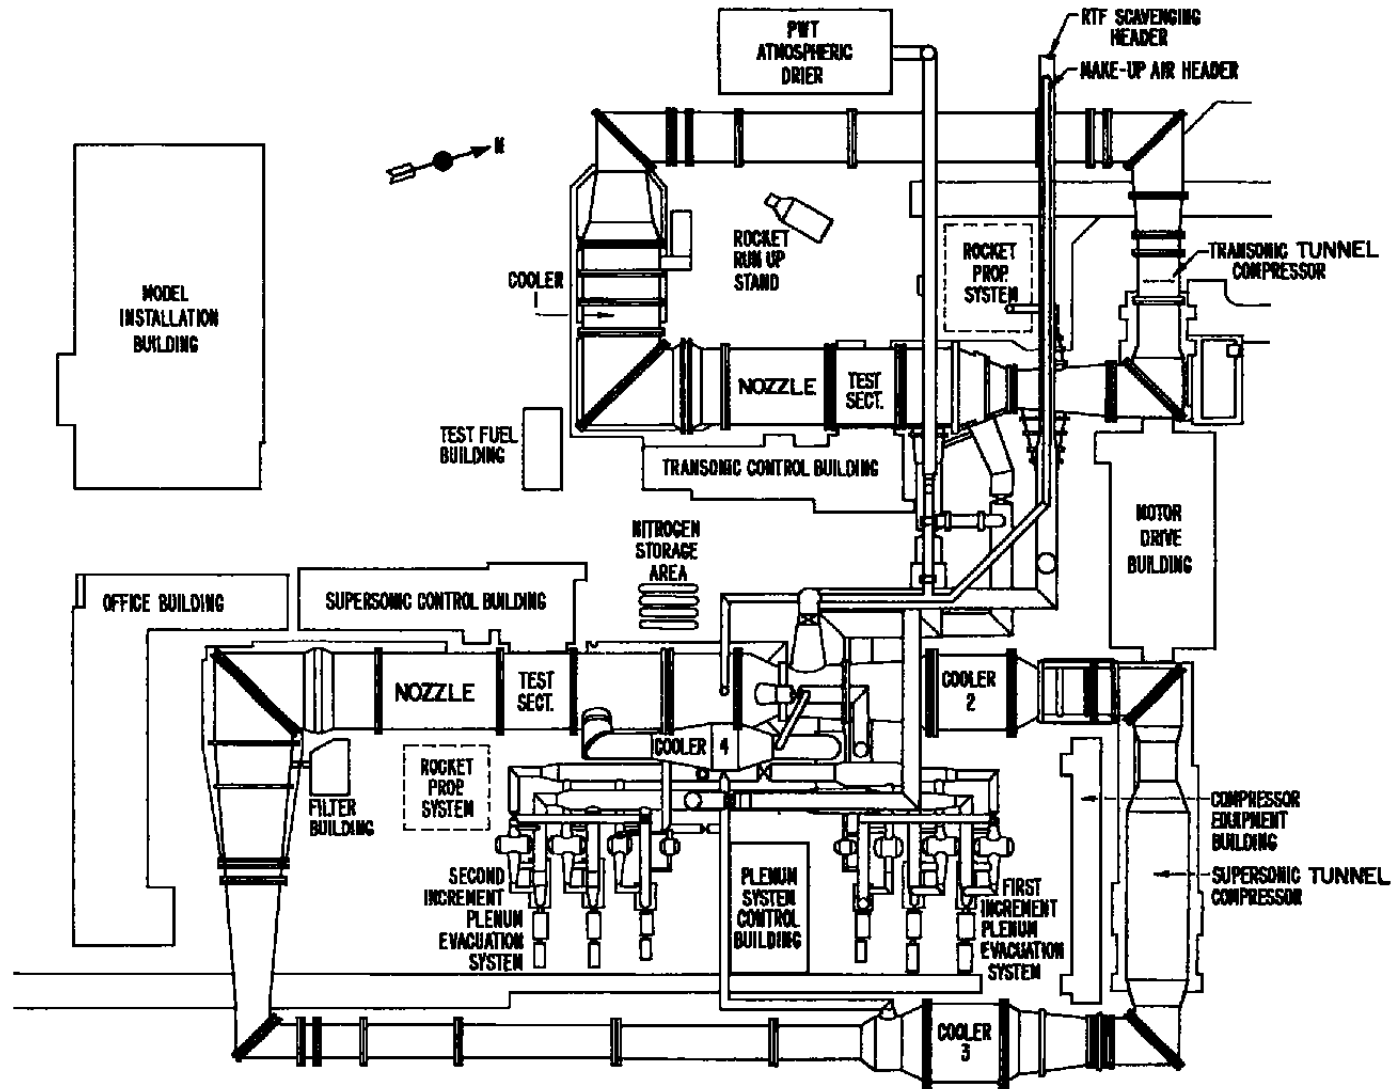 PWT
ATMOSPHERIC
DRIER
RTF SCAVENGING
HEADER
MAKE-UP AIR HEADER
N
MODEL
INSTALLATION
BUILDING
ROCKET
RUN UP
STAND
ROCKET
PROP.
SYSTEM
TRANSONIC TUNNEL
COMPRESSOR
COOLER
1
NOZZLE
TEST
SECT.
TEST FUEL
BUILDING
TRANSONIC CONTROL BUILDING
MOTOR
DRIVE
BUILDING
NITROGEN
STORAGE
AREA
OFFICE BUILDING
SUPERSONIC CONTROL BUILDING
NOZZLE
TEST
SECT.
COOLER
2
COOLER 4
ROCKET
PROP
SYSTEM
FILTER
BUILDING
COMPRESSOR
EQUIPMENT
BUILDING
SECOND
INCREMENT
PLENUM
EVACUATION
SYSTEM
PLENUM
SYSTEM
CONTROL
BUILDING
FIRST
INCREMENT
PLENUM
EVACUATION
SYSTEM
SUPERSONIC TUNNEL
COMPRESSOR
COOLER
3